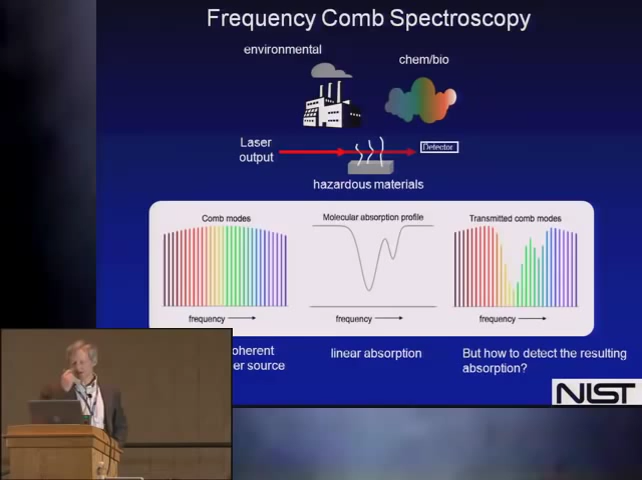 Frequency Comb Spectroscopy
environmental
chem/bio
Laser
output
Detector
hazardous materials
Comb modes
Molecular absorption profile
Transmitted comb modes
frequency
frequency
frequency
oherent
er source
linear absorption
But how to detect the resulting
absorption?
NIST